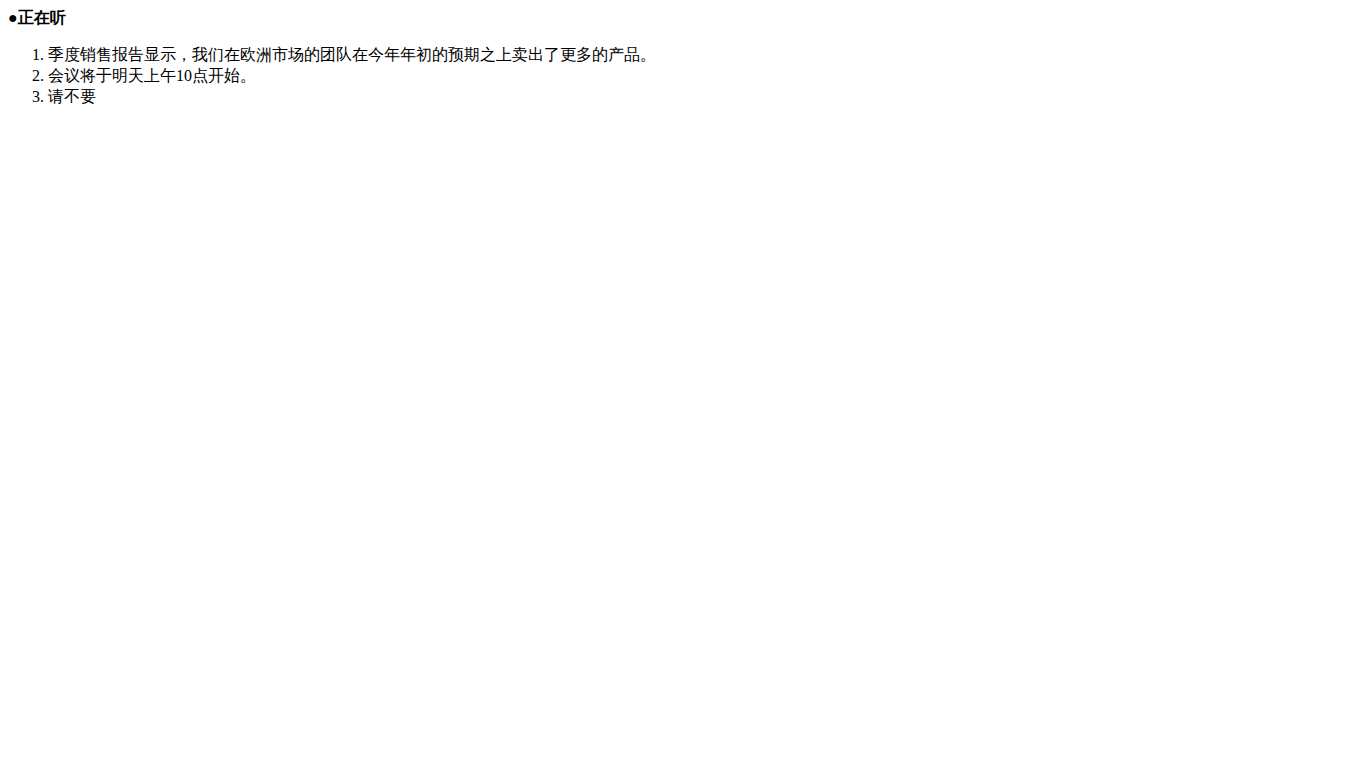 ●正在听
1. 季度销售报告显示，我们在欧洲市场的团队在今年年初的预期之上卖出了更多的产品。
2. 会议将于明天上午10点开始。
3. 请不要